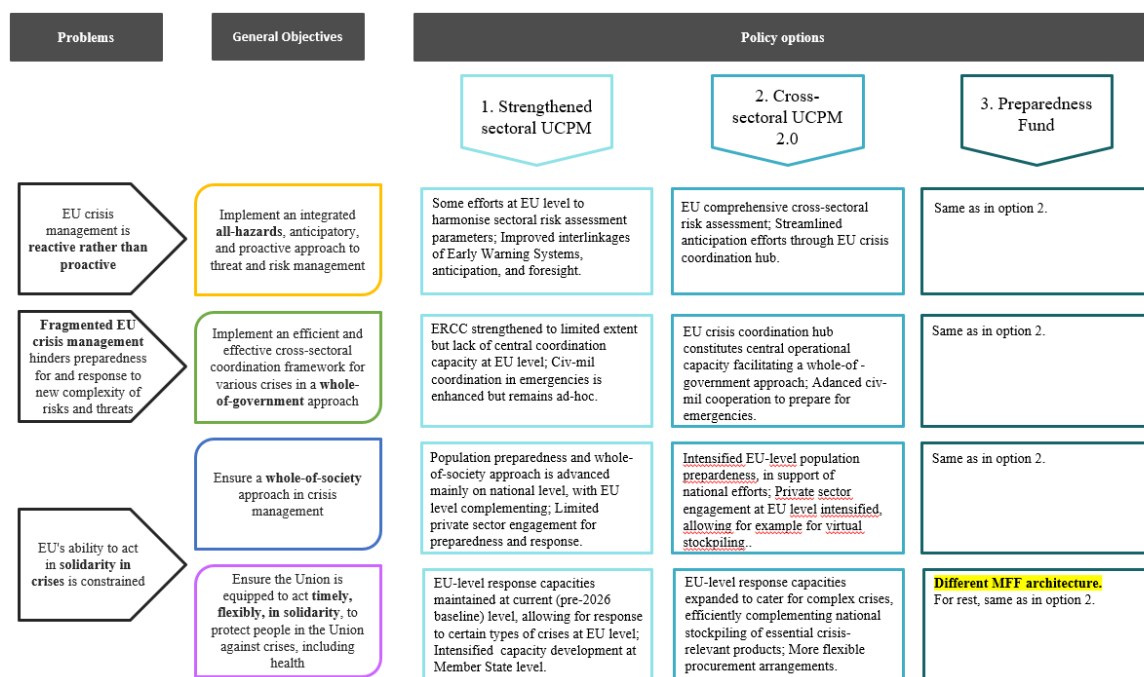 Problems
General Objectives
Policy options
1. Strengthened
sectoral UCPM
2. Cross-
sectoral UCPM
2.0
3. Preparedness
Fund
EU crisis
management is
reactive rather than
proactive
Implement an integrated
all-hazards, anticipatory,
and proactive approach to
threat and risk management
Some efforts at EU level to
harmonise sectoral risk assessment
parameters; Improved interlinkages
of Early Warning Systems,
anticipation, and foresight.
EU comprehensive cross-sectoral
risk assessment; Streamlined
anticipation efforts through EU crisis
coordination hub.
Same as in option 2.
Fragmented EU
crisis management
hinders preparedness
for and response to
new complexity of
risks and threats
Implement an efficient and
effective cross-sectoral
coordination framework for
various crises in a whole-
of-government approach
ERCC strengthened to limited extent
but lack of central coordination
capacity at EU level; Civ-mil
coordination in emergencies is
enhanced but remains ad-hoc.
EU crisis coordination hub
constitutes central operational
capacity facilitating a whole-of -
government approach; Adanced civ-
mil cooperation to prepare for
emergencies.
Same as in option 2.
EU's ability to act
in solidarity in
crises is constrained
Ensure a whole-of-society
approach in crisis
management
Population preparedness and whole-
of-society approach is advanced
mainly on national level, with EU
level complementing; Limited
private sector engagement for
preparedness and response.
Intensified EU-level population
prepardeness, in support of
national efforts; Private sector
engagement at EU level intensified,
allowing for example for virtual
stockpiling..
Same as in option 2.
Ensure the Union is
equipped to act timely,
flexibly, in solidarity, to
protect people in the Union
against crises, including
health
EU-level response capacities
maintained at current (pre-2026
baseline) level, allowing for response
to certain types of crises at EU level;
Intensified capacity development at
Member State level.
EU-level response capacities
expanded to cater for complex crises,
efficiently complementing national
stockpiling of essential crisis-
relevant products; More flexible
procurement arrangements.
Different MFF architecture.
For rest, same as in option 2.